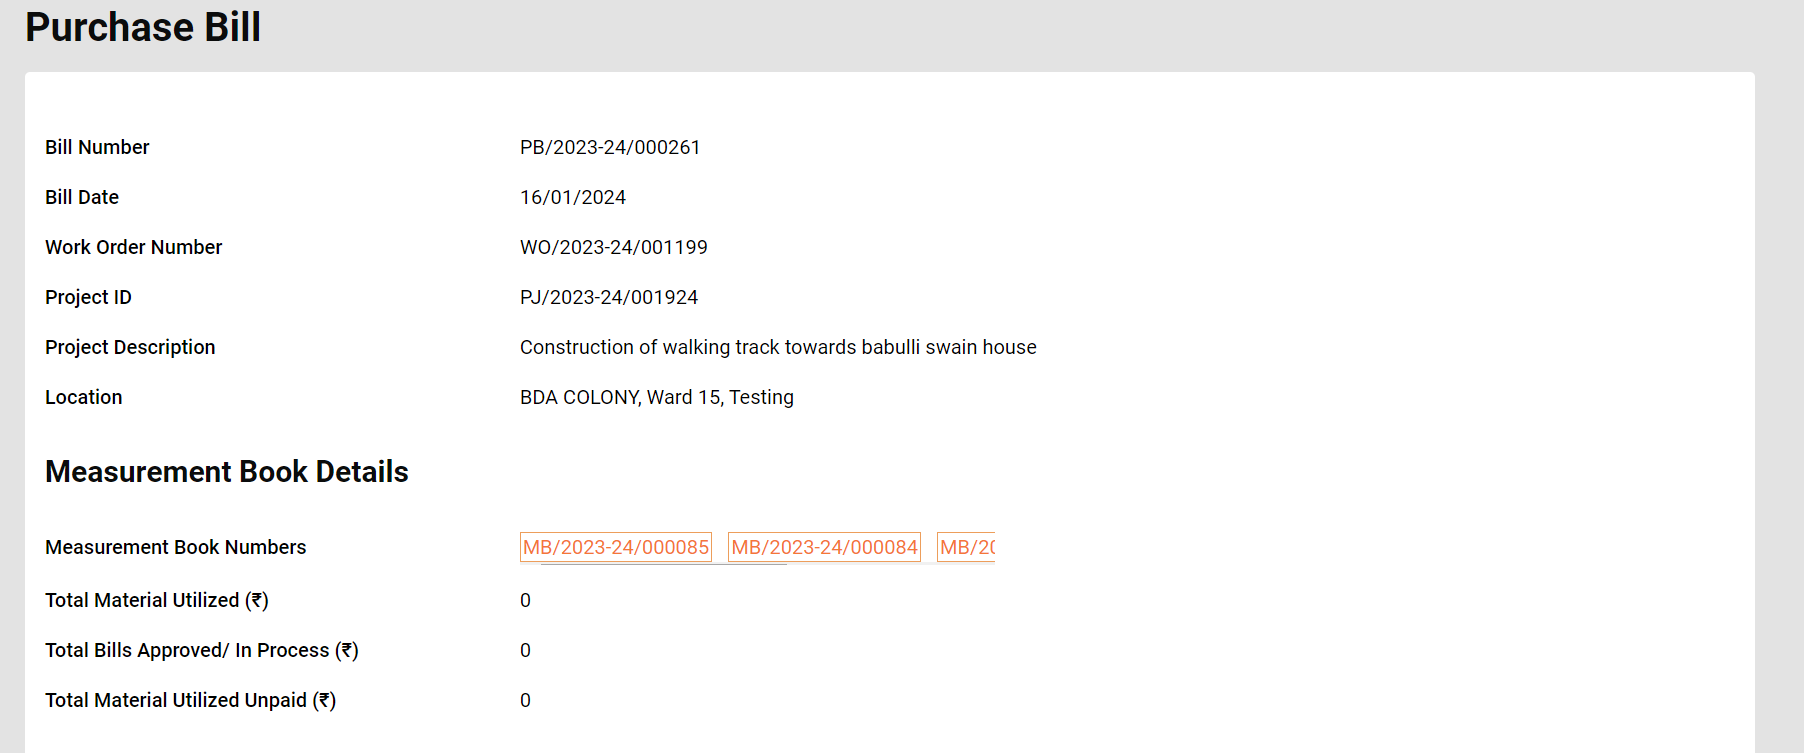 Purchase Bill
Bill Number PB/2023-24/000261
Bill Date 16/01/2024
Work Order Number WO/2023-24/001199
Project ID PJ/2023-24/001924
Project Description Construction of walking track towards babulli swain house
Location BDA COLONY, Ward 15, Testing
Measurement Book Details
Measurement Book Numbers MB/2023-24/000085 MB/2023-24/000084 MB/20
Total Material Utilized (₹) 0
Total Bills Approved/ In Process (₹) 0
Total Material Utilized Unpaid (₹) 0